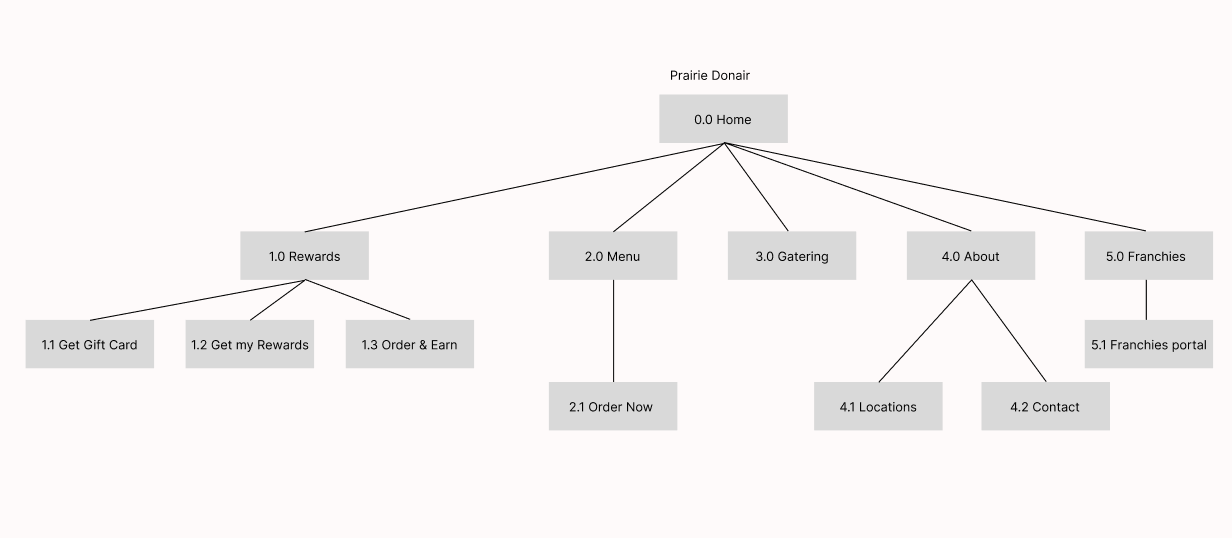 Prairie Donair
0.0 Home
1.0 Rewards
2.0 Menu
3.0 Gatering
4.0 About
5.0 Franchies
1.1 Get Gift Card
1.2 Get my Rewards
1.3 Order & Earn
5.1 Franchies portal
2.1 Order Now
4.1 Locations
4.2 Contact